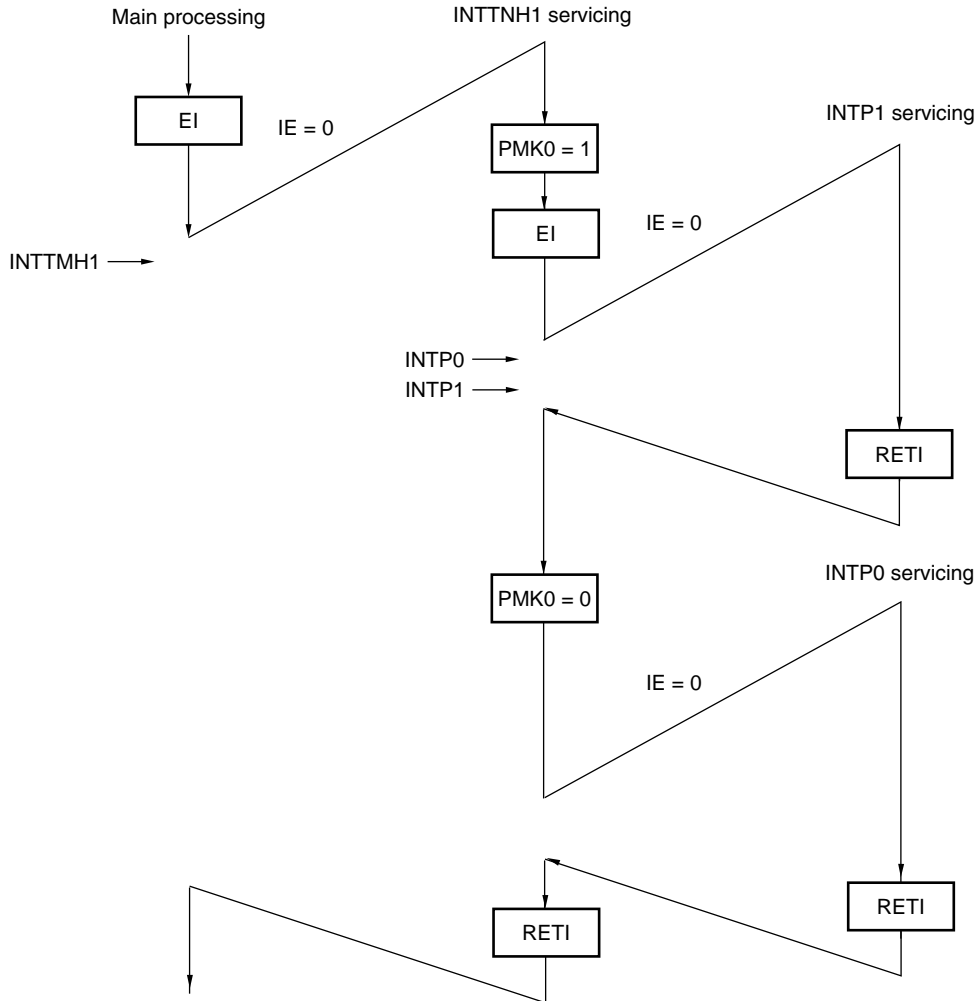 Main processing
INTTNH1 servicing
EI
IE = 0
PMK0 = 1
INTP1 servicing
EI
IE = 0
INTTMH1
INTP0
INTP1
RETI
INTP0 servicing
PMK0 = 0
IE = 0
RETI
RETI